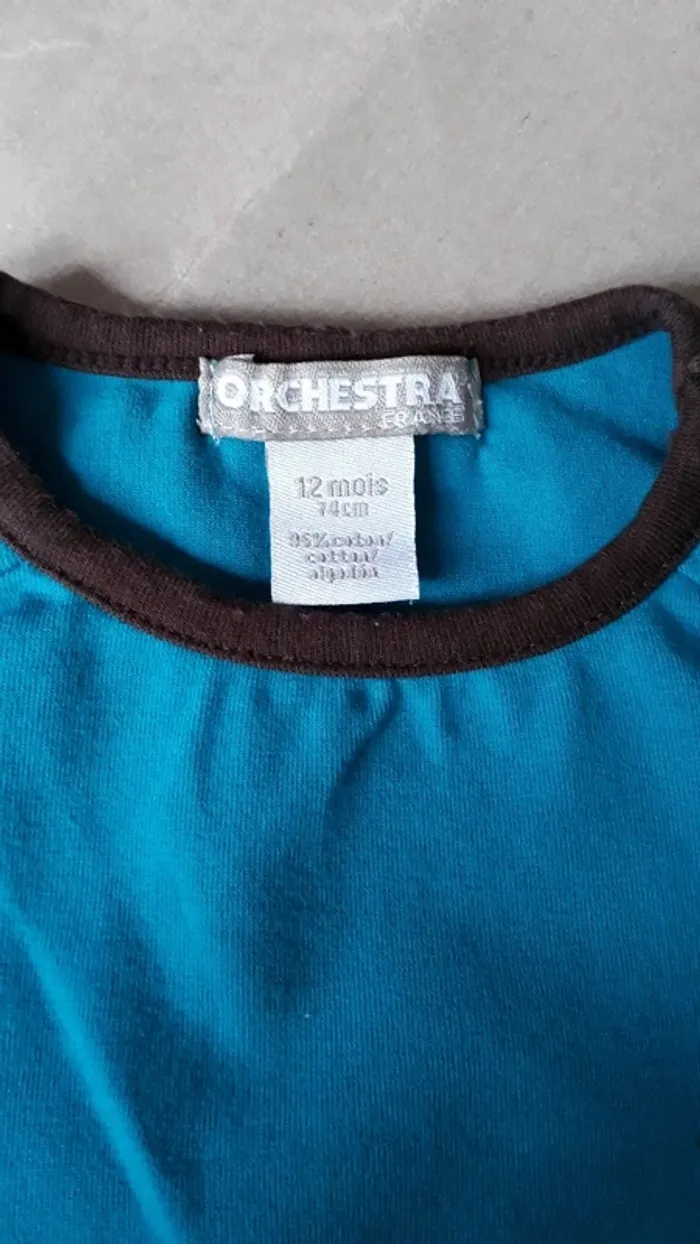 ORCHESTRA
FRANCE
12 mois
74cm
95% coton/
cotton/
algodón